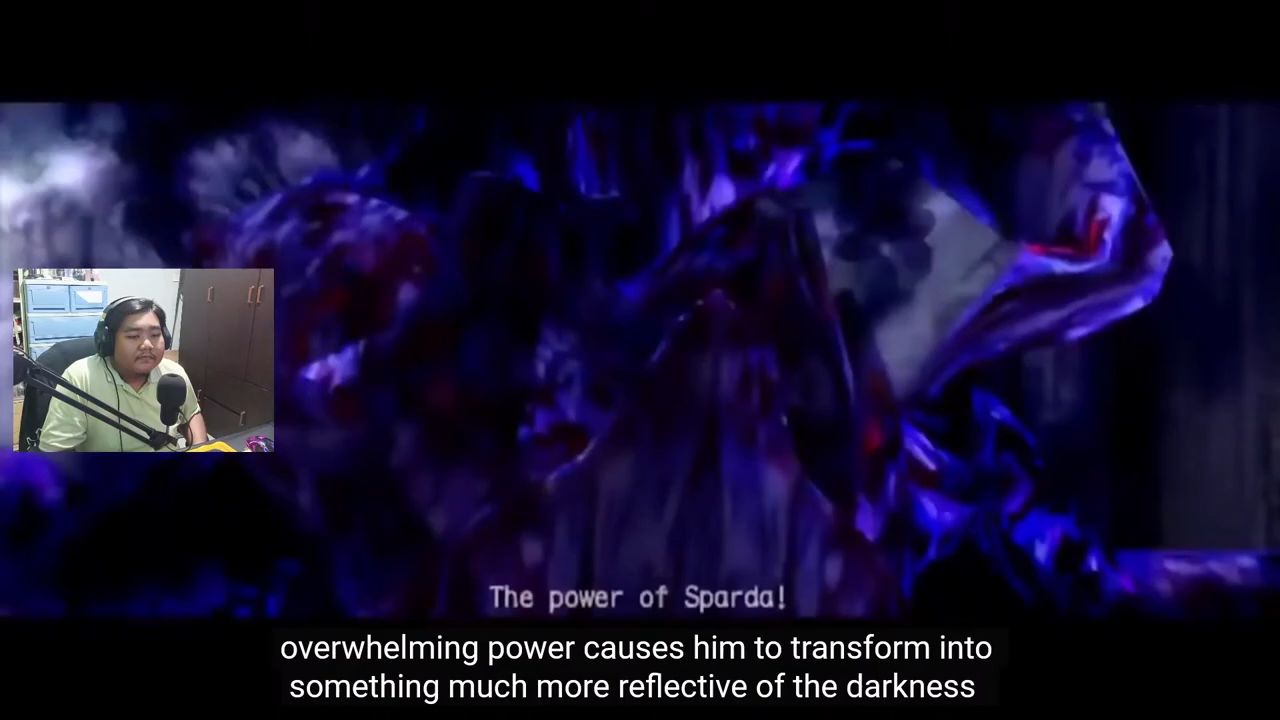 The power of Sparda!
overwhelming power causes him to transform into
something much more reflective of the darkness